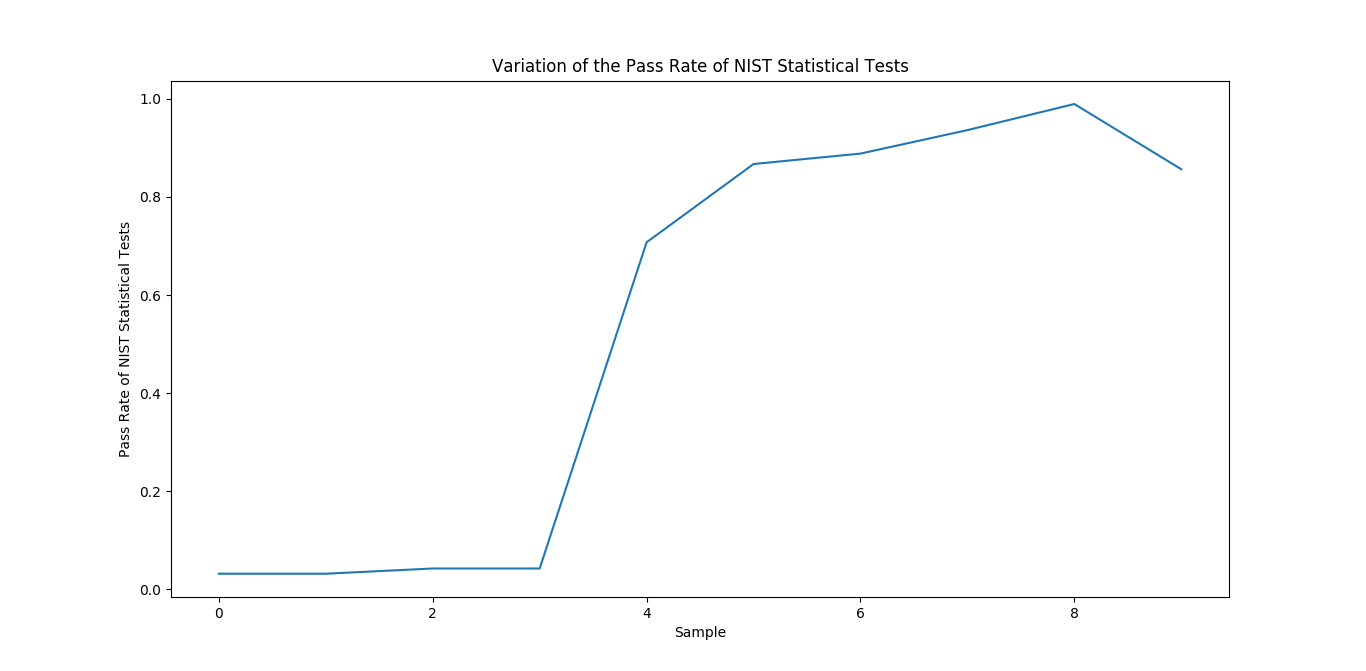 Variation of the Pass Rate of NIST Statistical Tests
1.0
0.8
0.6
0.4
0.2
0.0
Pass Rate of NIST Statistical Tests
0 2 4 6 8
Sample